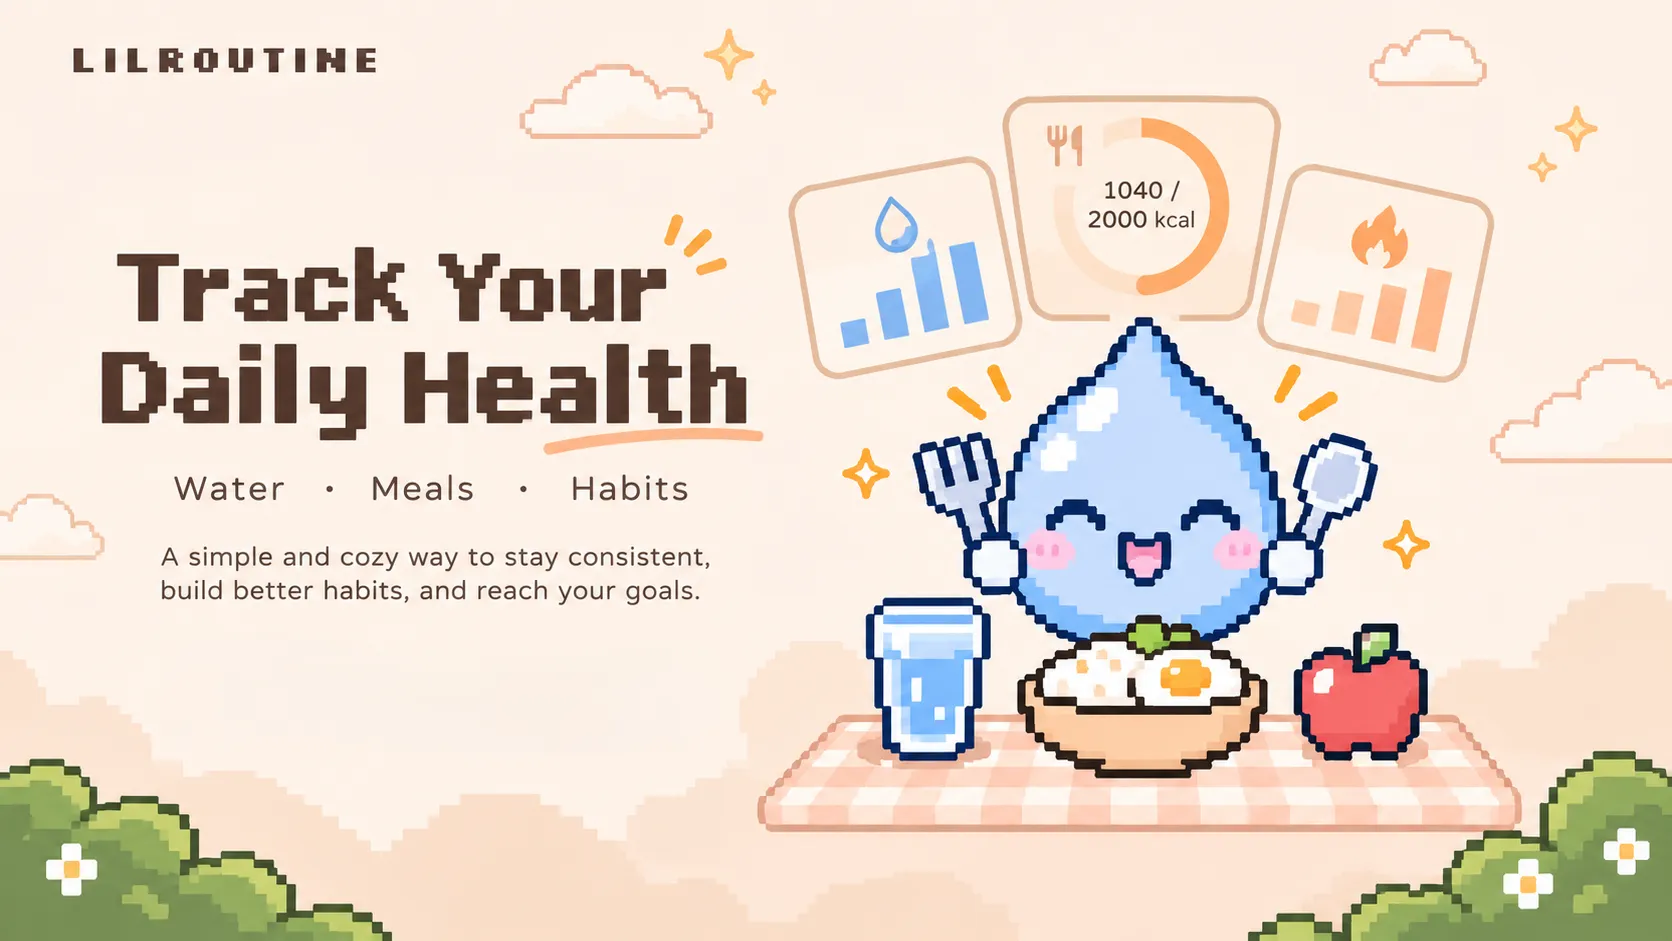 LILROUTINE
Track Your
Daily Health
Water • Meals • Habits
A simple and cozy way to stay consistent,
build better habits, and reach your goals.
1040 /
2000 kcal